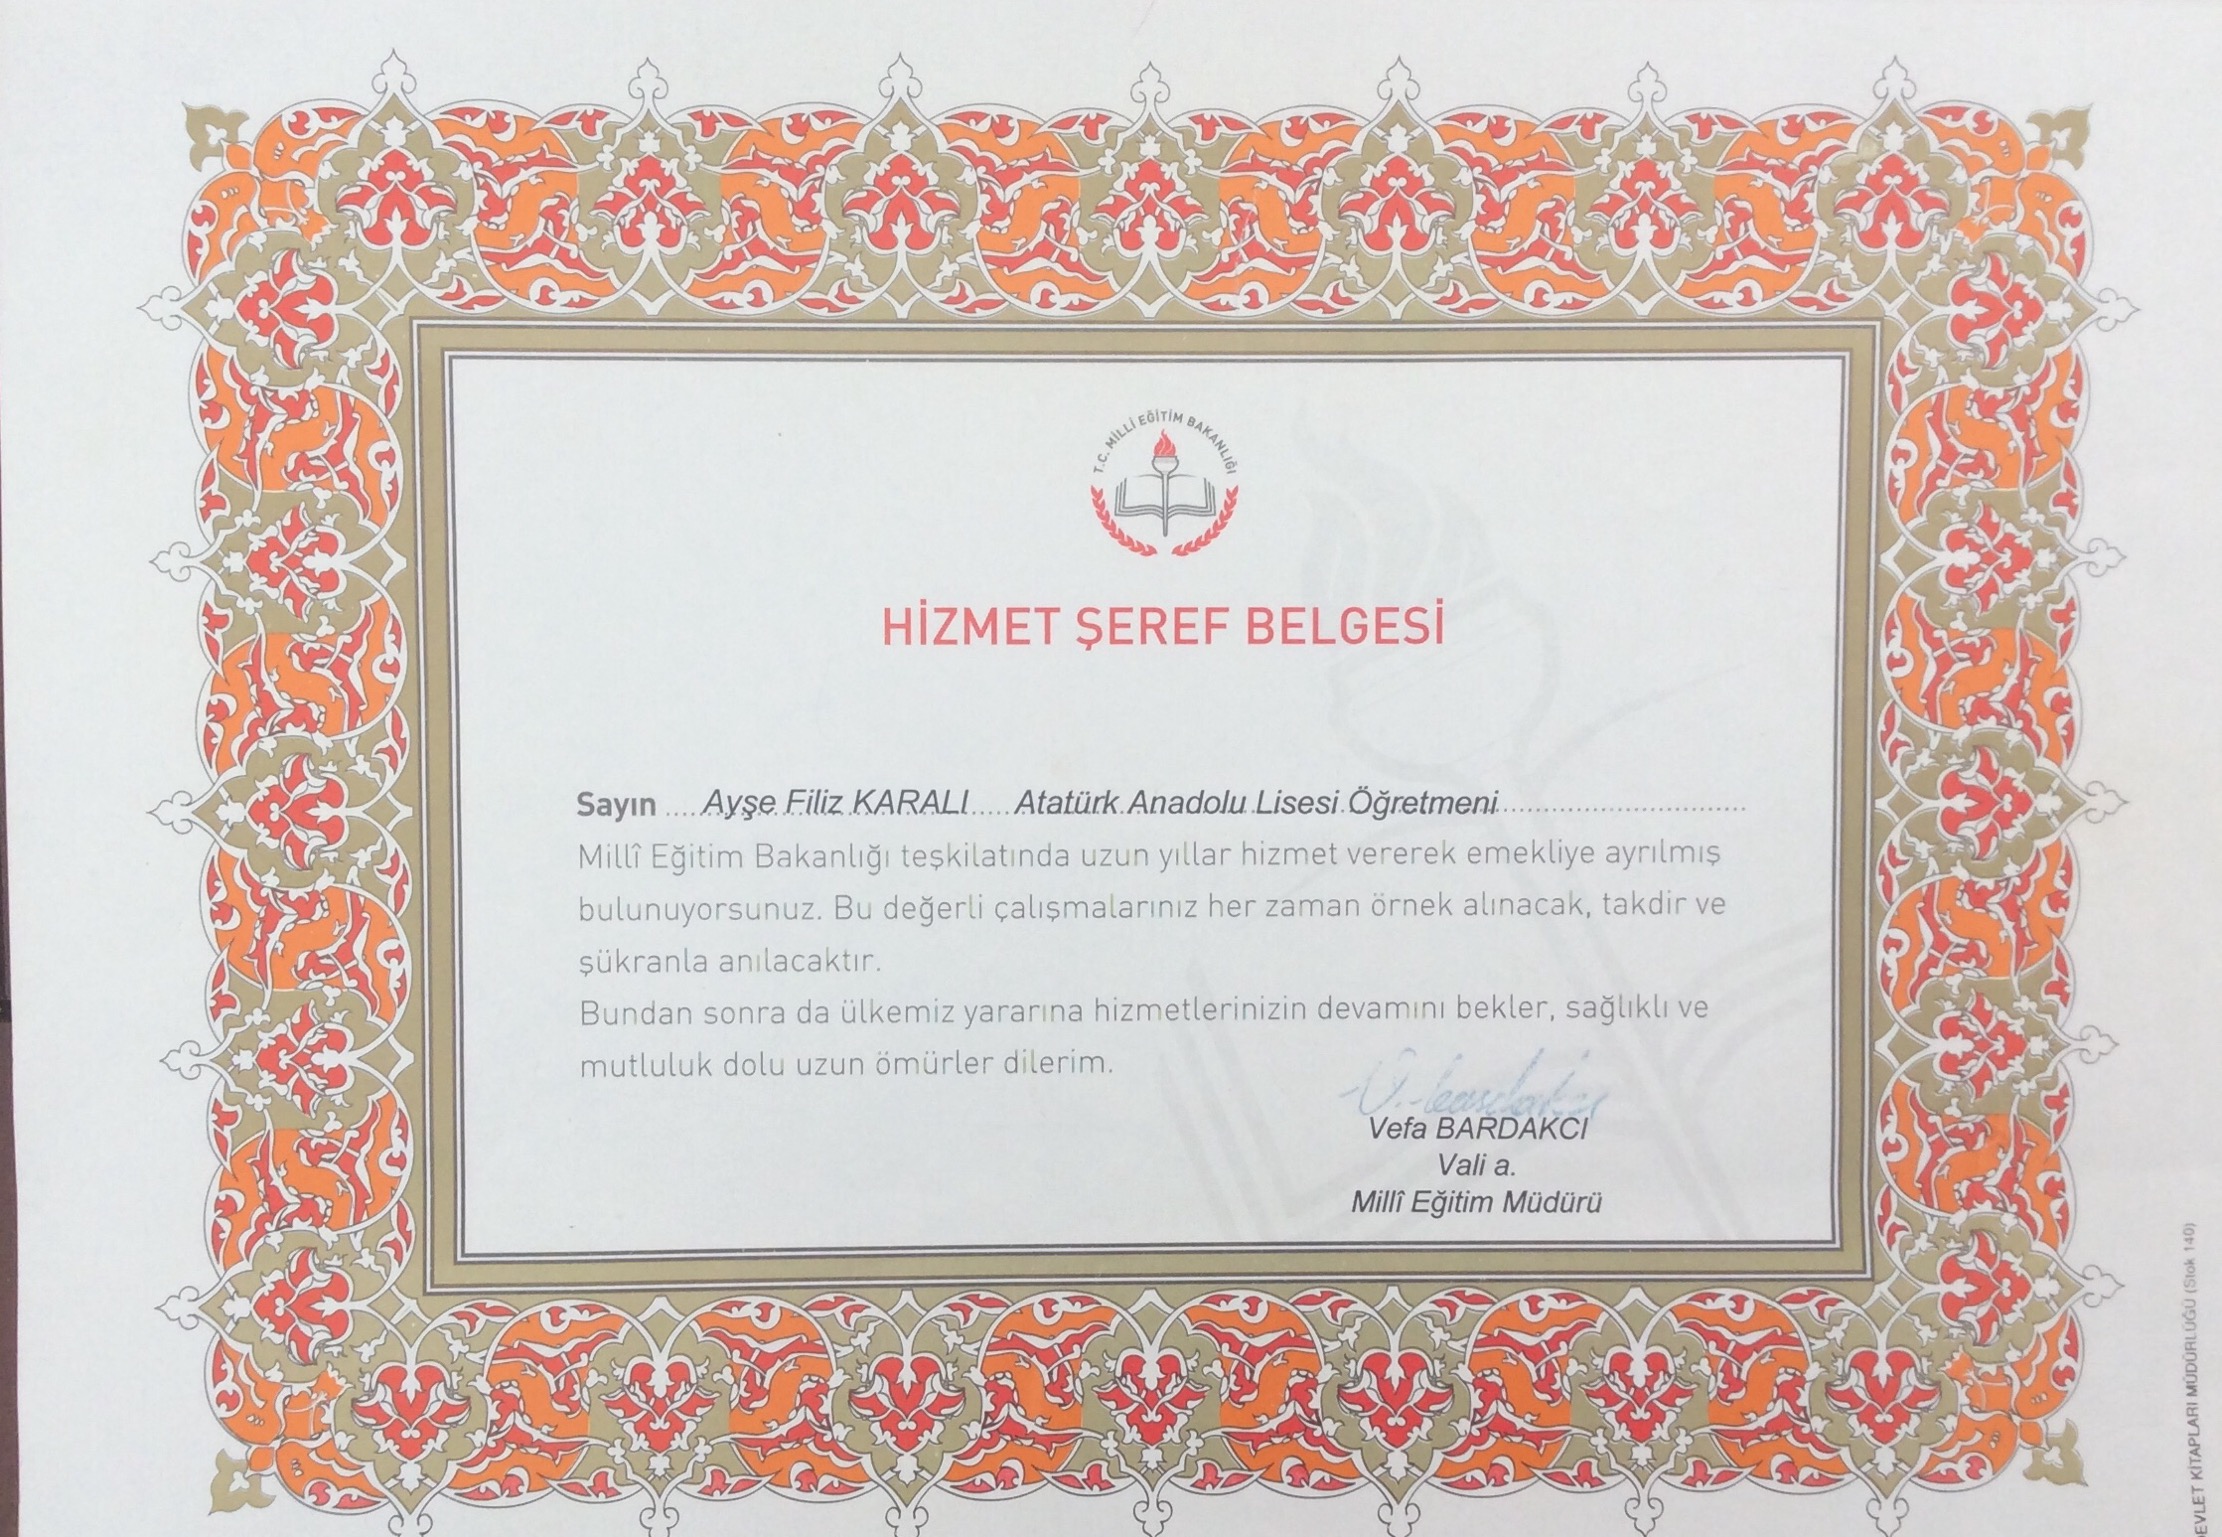 T.C. MİLLİ EĞİTİM BAKANLIĞI
HİZMET ŞEREF BELGESİ
Sayın ....Ayşe Filiz KARALI..... Atatürk Anadolu Lisesi Öğretmeni..............................
Millî Eğitim Bakanlığı teşkilatında uzun yıllar hizmet vererek emekliye ayrılmış
bulunuyorsunuz. Bu değerli çalışmalarınız her zaman örnek alınacak, takdir ve
şükranla anılacaktır.
Bundan sonra da ülkemiz yararına hizmetlerinizin devamını bekler, sağlıklı ve
mutluluk dolu uzun ömürler dilerim.
V. Bardakcı
Vefa BARDAKCI
Vali a.
Millî Eğitim Müdürü
DEVLET KİTAPLARI MÜDÜRLÜĞÜ (Stok 140)